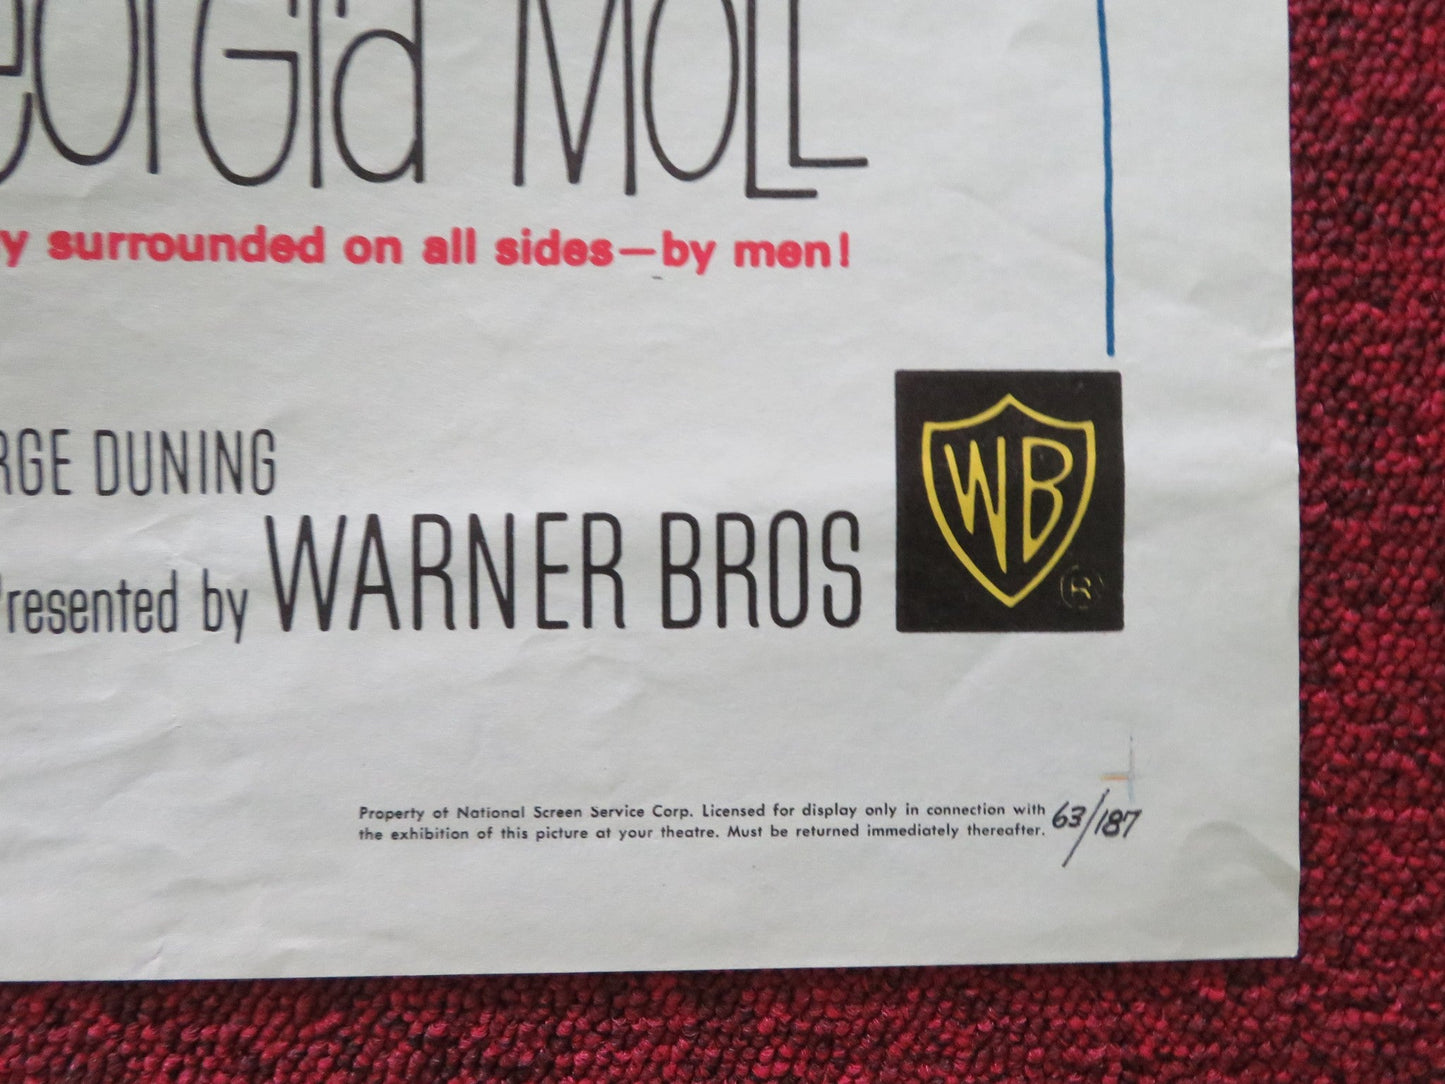 eorgia MOLL
y surrounded on all sides—by men!
RGE DUNING
Presented by WARNER BROS
WB
®
Property of National Screen Service Corp. Licensed for display only in connection with
the exhibition of this picture at your theatre. Must be returned immediately thereafter.
63/187